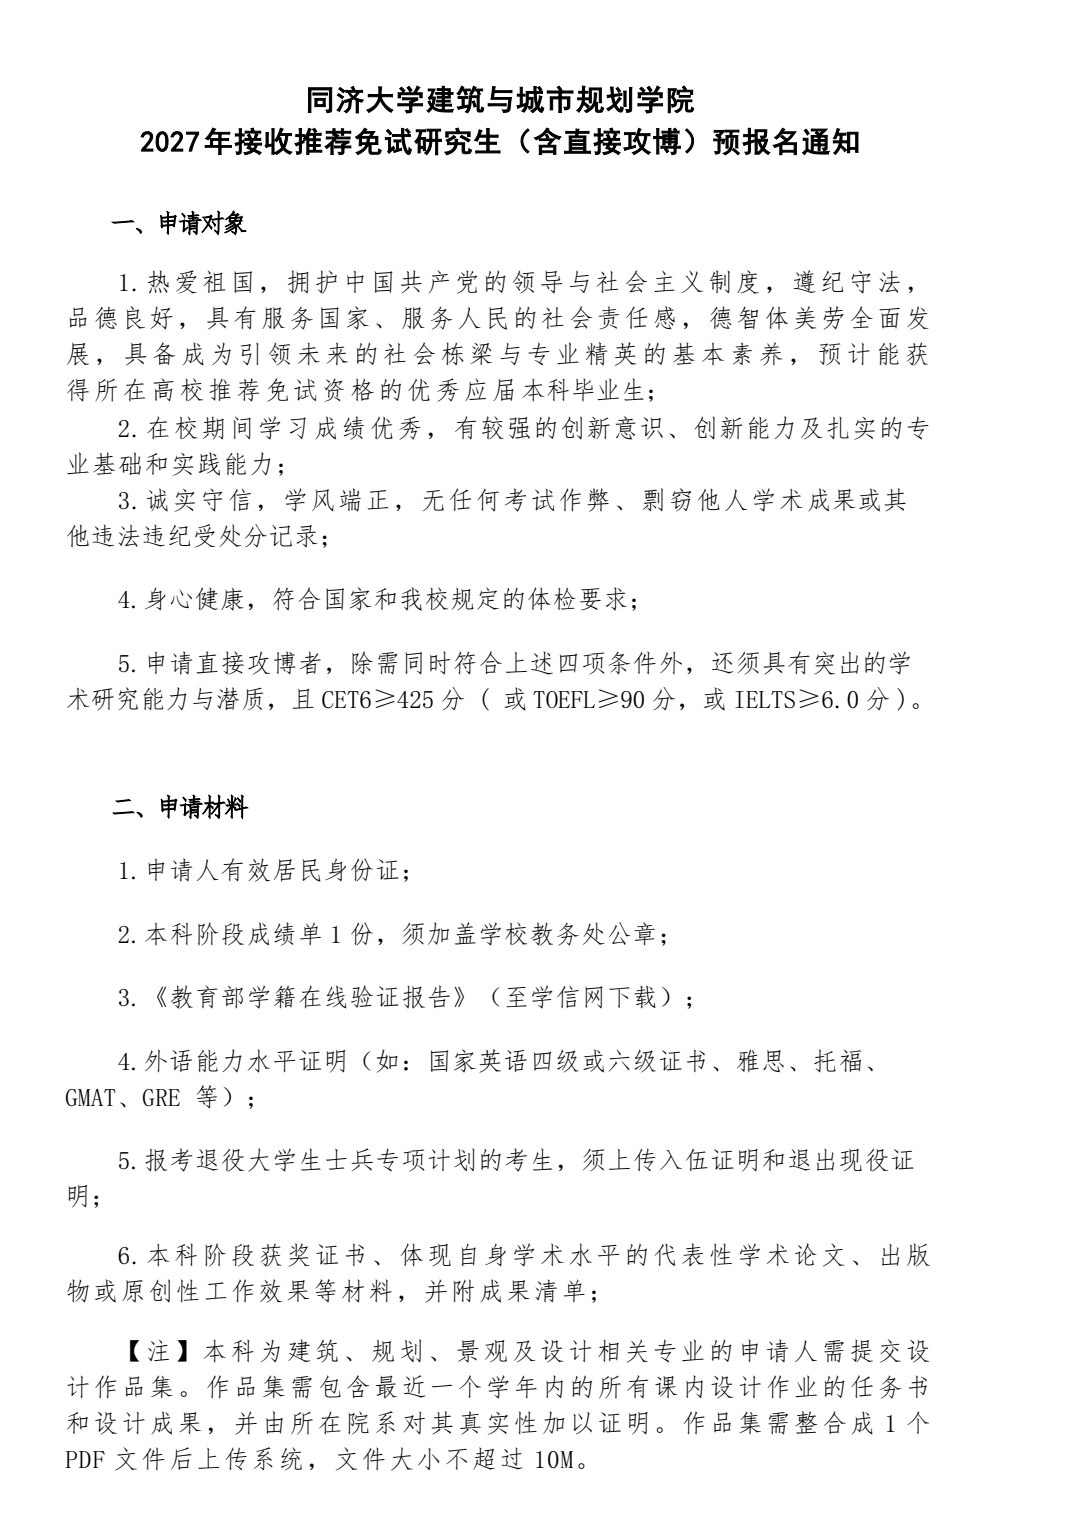 同济大学建筑与城市规划学院
2027年接收推荐免试研究生（含直接攻博）预报名通知
一、申请对象
1.热爱祖国，拥护中国共产党的领导与社会主义制度，遵纪守法，
品德良好，具有服务国家、服务人民的社会责任感，德智体美劳全面发
展，具备成为引领未来的社会栋梁与专业精英的基本素养，预计能获
得所在高校推荐免试资格的优秀应届本科毕业生；
2.在校期间学习成绩优秀，有较强的创新意识、创新能力及扎实的专
业基础和实践能力；
3.诚实守信，学风端正，无任何考试作弊、剽窃他人学术成果或其
他违法违纪受处分记录；
4.身心健康，符合国家和我校规定的体检要求；
5.申请直接攻博者，除需同时符合上述四项条件外，还须具有突出的学
术研究能力与潜质，且 CET6≥425 分 ( 或 TOEFL≥90 分，或 IELTS≥6.0 分 )。
二、申请材料
1.申请人有效居民身份证；
2.本科阶段成绩单 1 份，须加盖学校教务处公章；
3.《教育部学籍在线验证报告》（至学信网下载）；
4.外语能力水平证明（如：国家英语四级或六级证书、雅思、托福、
GMAT、GRE 等）；
5.报考退役大学生士兵专项计划的考生，须上传入伍证明和退出现役证
明；
6.本科阶段获奖证书、体现自身学术水平的代表性学术论文、出版
物或原创性工作效果等材料，并附成果清单；
【注】本科为建筑、规划、景观及设计相关专业的申请人需提交设
计作品集。作品集需包含最近一个学年内的所有课内设计作业的任务书
和设计成果，并由所在院系对其真实性加以证明。作品集需整合成 1 个
PDF 文件后上传系统，文件大小不超过 10M。